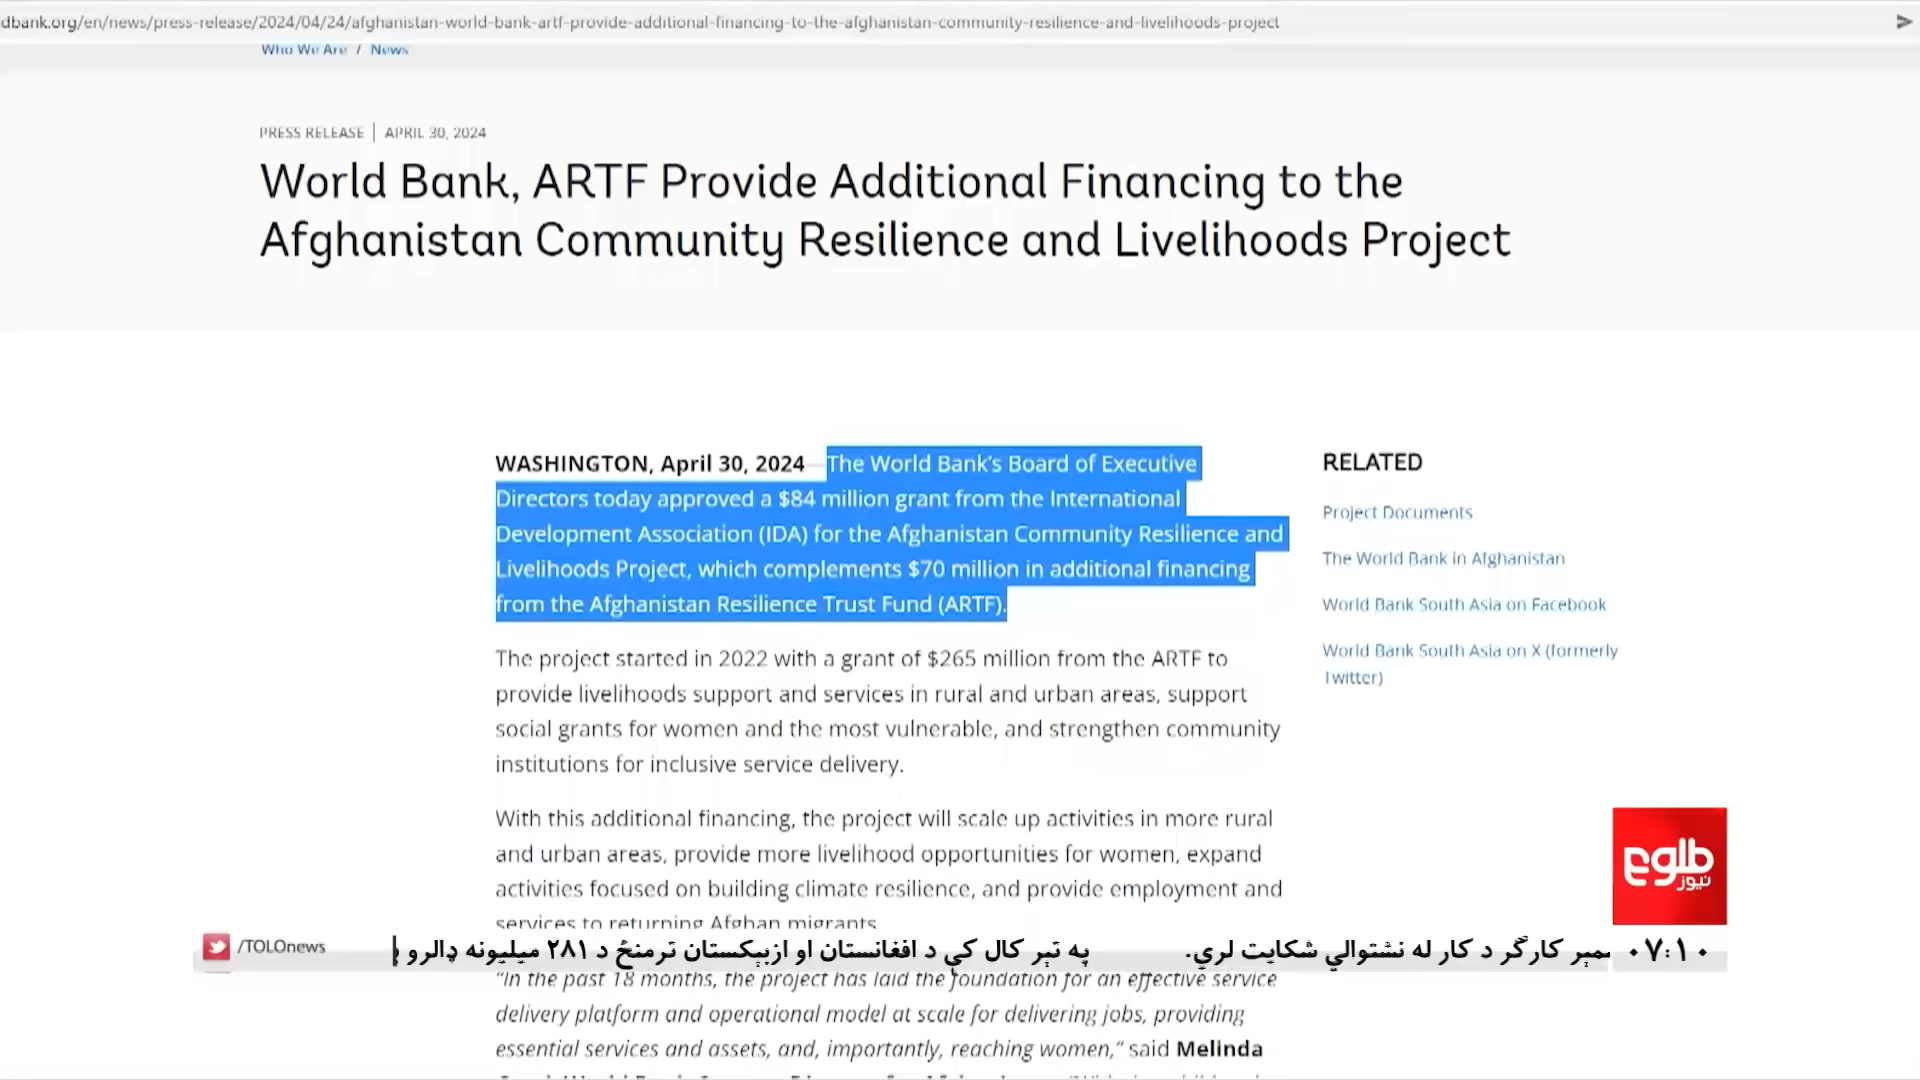 dbank.org/en/news/press-release/2024/04/24/afghanistan-world-bank-artf-provide-additional-financing-to-the-afghanistan-community-resilience-and-livelihoods-project
Who We Are / News
PRESS RELEASE | APRIL 30, 2024
World Bank, ARTF Provide Additional Financing to the
Afghanistan Community Resilience and Livelihoods Project
WASHINGTON, April 30, 2024—The World Bank’s Board of Executive
Directors today approved a $84 million grant from the International
Development Association (IDA) for the Afghanistan Community Resilience and
Livelihoods Project, which complements $70 million in additional financing
from the Afghanistan Resilience Trust Fund (ARTF).
The project started in 2022 with a grant of $265 million from the ARTF to
provide livelihoods support and services in rural and urban areas, support
social grants for women and the most vulnerable, and strengthen community
institutions for inclusive service delivery.
With this additional financing, the project will scale up activities in more rural
and urban areas, provide more livelihood opportunities for women, expand
activities focused on building climate resilience, and provide employment and
services to returning Afghan migrants.
“In the past 18 months, the project has laid the foundation for an effective service
delivery platform and operational model at scale for delivering jobs, providing
essential services and assets, and, importantly, reaching women,” said Melinda
RELATED
Project Documents
The World Bank in Afghanistan
World Bank South Asia on Facebook
World Bank South Asia on X (formerly
Twitter)
طلوع
نیوز
/TOLOnews
کارګر د کار له نشتوالي شکایت لري.
په تېر کال کې د افغانستان او ازبېکستان ترمنځ د ۲۸۱ میلیونه ډالرو
۰۷:۱۰